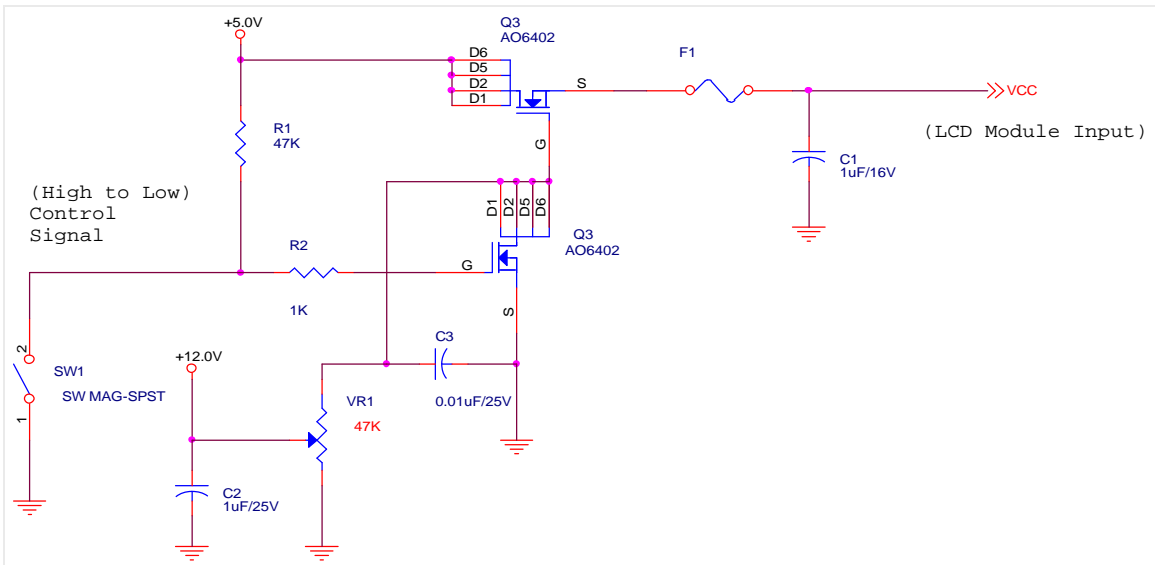 Q3
AO6402
+5.0V
D6
D5
D2
D1
S
F1
VCC
(LCD Module Input)
G
R1
47K
C1
1uF/16V
(High to Low)
Control
Signal
D1
D2
D5
D6
Q3
AO6402
R2
G
1K
S
C3
+12.0V
2
SW1
SW MAG-SPST
1
VR1
47K
0.01uF/25V
C2
1uF/25V